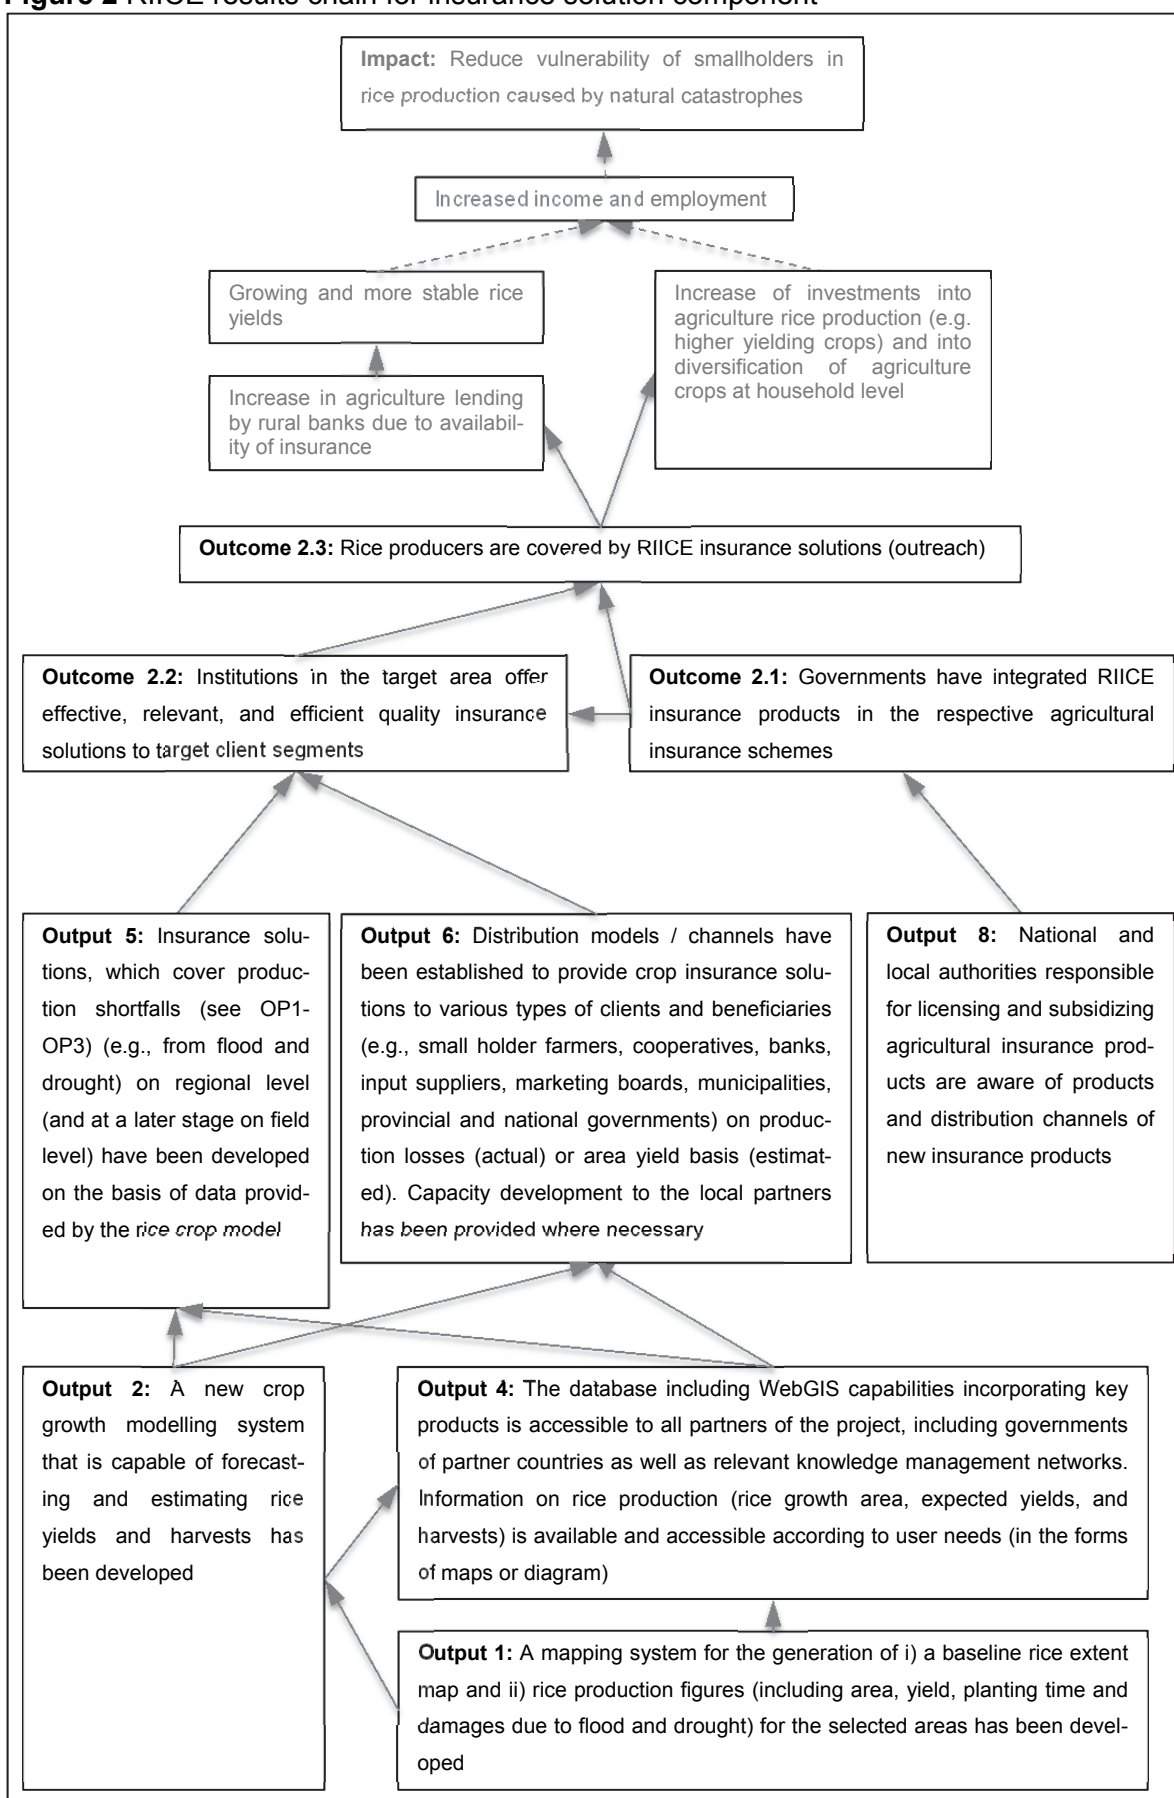 Figure 2 RIICE results chain for insurance solution component
Impact: Reduce vulnerability of smallholders in
rice production caused by natural catastrophes
Increased income and employment
Growing and more stable rice
yields
Increase of investments into
agriculture rice production (e.g.
higher yielding crops) and into
diversification of agriculture
crops at household level
Increase in agriculture lending
by rural banks due to availabil-
ity of insurance
Outcome 2.3: Rice producers are covered by RIICE insurance solutions (outreach)
Outcome 2.2: Institutions in the target area offer
effective, relevant, and efficient quality insurance
solutions to target client segments
Outcome 2.1: Governments have integrated RIICE
insurance products in the respective agricultural
insurance schemes
Output 5: Insurance solu-
tions, which cover produc-
tion shortfalls (see OP1-
OP3) (e.g., from flood and
drought) on regional level
(and at a later stage on field
level) have been developed
on the basis of data provid-
ed by the rice crop model
Output 6: Distribution models / channels have
been established to provide crop insurance solu-
tions to various types of clients and beneficiaries
(e.g., small holder farmers, cooperatives, banks,
input suppliers, marketing boards, municipalities,
provincial and national governments) on produc-
tion losses (actual) or area yield basis (estimat-
ed). Capacity development to the local partners
has been provided where necessary
Output 8: National and
local authorities responsible
for licensing and subsidizing
agricultural insurance prod-
ucts are aware of products
and distribution channels of
new insurance products
Output 2: A new crop
growth modelling system
that is capable of forecast-
ing and estimating rice
yields and harvests has
been developed
Output 4: The database including WebGIS capabilities incorporating key
products is accessible to all partners of the project, including governments
of partner countries as well as relevant knowledge management networks.
Information on rice production (rice growth area, expected yields, and
harvests) is available and accessible according to user needs (in the forms
of maps or diagram)
Output 1: A mapping system for the generation of i) a baseline rice extent
map and ii) rice production figures (including area, yield, planting time and
damages due to flood and drought) for the selected areas has been devel-
oped